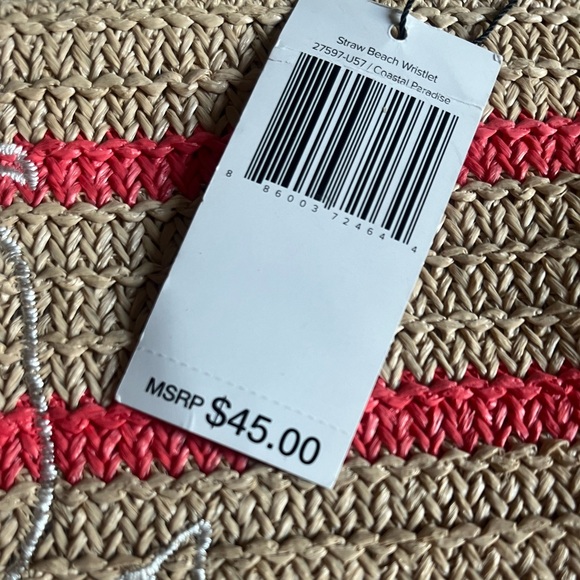 Straw Beach Wristlet
27597-U57 / Coastal Paradise
8 86003 72464 4
MSRP $45.00